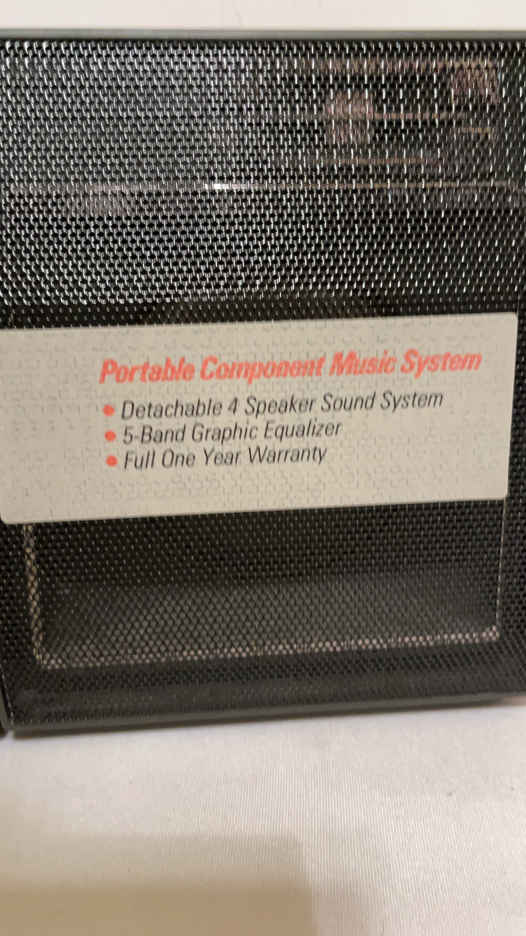 Portable Component Music System
• Detachable 4 Speaker Sound System
• 5-Band Graphic Equalizer
• Full One Year Warranty